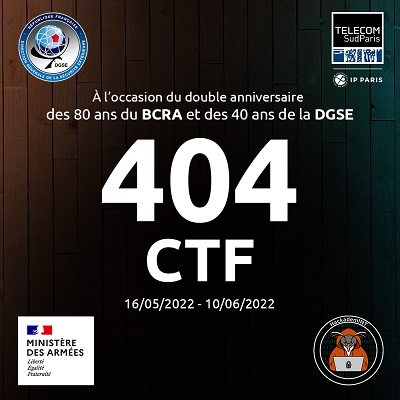 RÉPUBLIQUE FRANÇAISE
DIRECTION GÉNÉRALE DE LA SÉCURITÉ EXTÉRIEURE
DGSE
TELECOM
SudParis
IP PARIS
À l'occasion du double anniversaire
des 80 ans du BCRA et des 40 ans de la DGSE
404
CTF
16/05/2022 - 10/06/2022
MINISTÈRE
DES ARMÉES
Liberté
Égalité
Fraternité
HackademINT